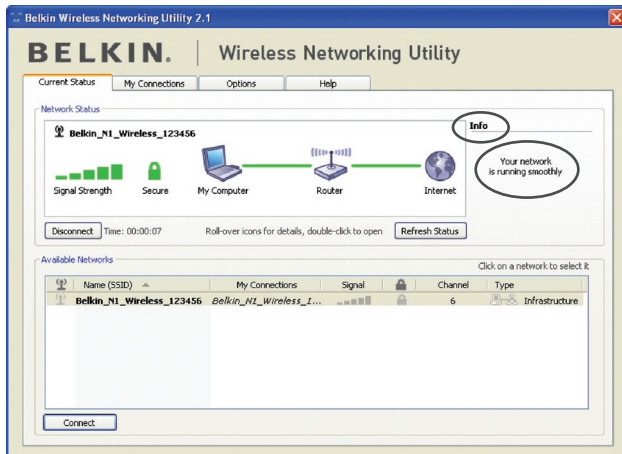 Belkin Wireless Networking Utility 2.1
BELKIN. | Wireless Networking Utility
Current Status My Connections Options Help
Network Status
Belkin_N1_Wireless_123456
Info
Your network
is running smoothly
Signal Strength Secure My Computer Router Internet
Disconnect Time: 00:00:07 Roll-over icons for details, double-click to open Refresh Status
Available Networks
Click on a network to select it
Name (SSID) My Connections Signal Channel Type
Belkin_N1_Wireless_123456 Belkin_N1_Wireless_1... 6 Infrastructure
Connect